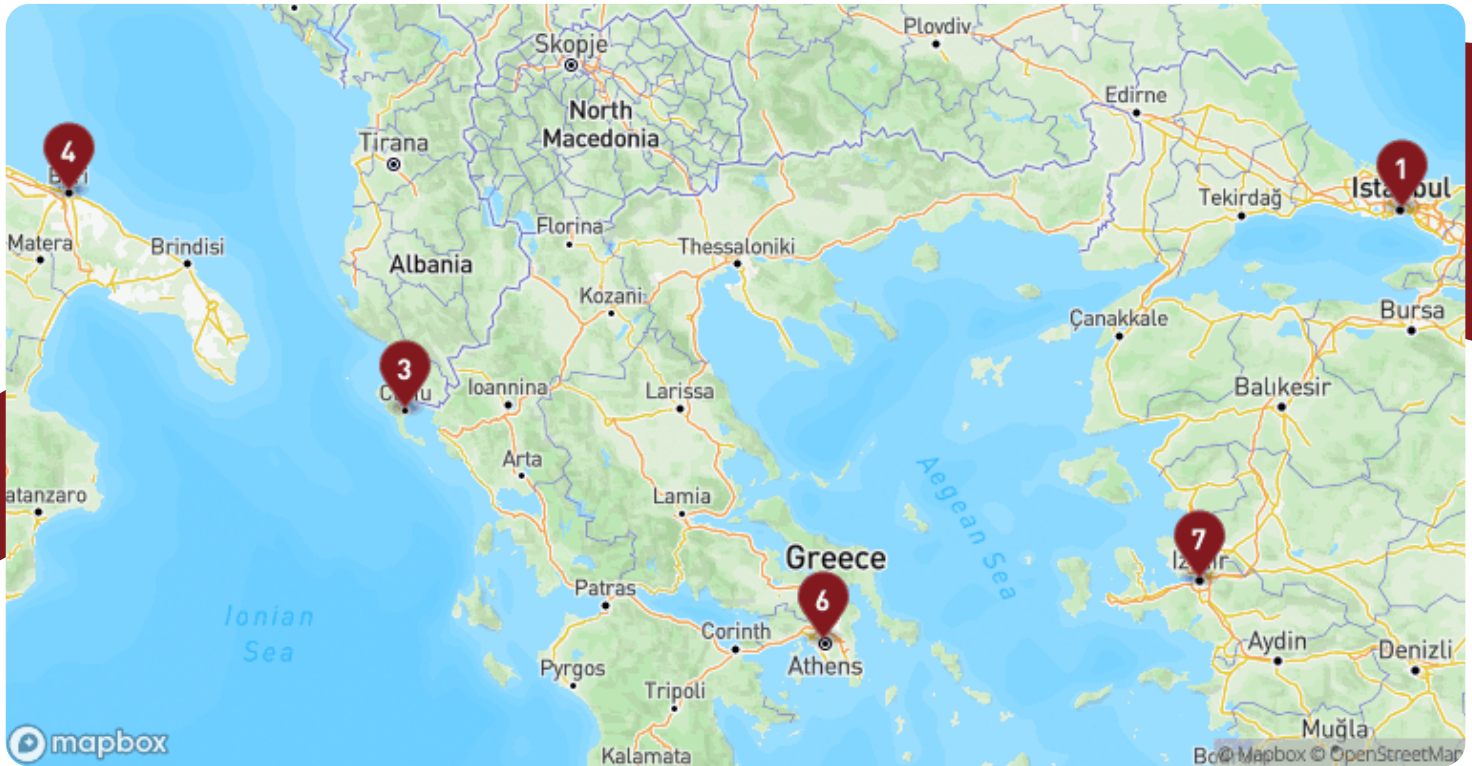 Plovdiv
Skopje
Edirne
North
Macedonia
Tirana
4
1
Istanbul
Tekirdağ
Matera
Brindisi
Florina
Thessaloniki
Albania
Kozani
Çanakkale
Bursa
3
Ioannina
Larissa
Balıkesir
Arta
Aegean Sea
atanzaro
Lamia
7
Greece
Izmir
Patras
6
Ionian
Sea
Corinth
Athens
Aydin
Denizli
Pyrgos
Tripoli
Muğla
mapbox
Kalamata
© Mapbox © OpenStreetMap